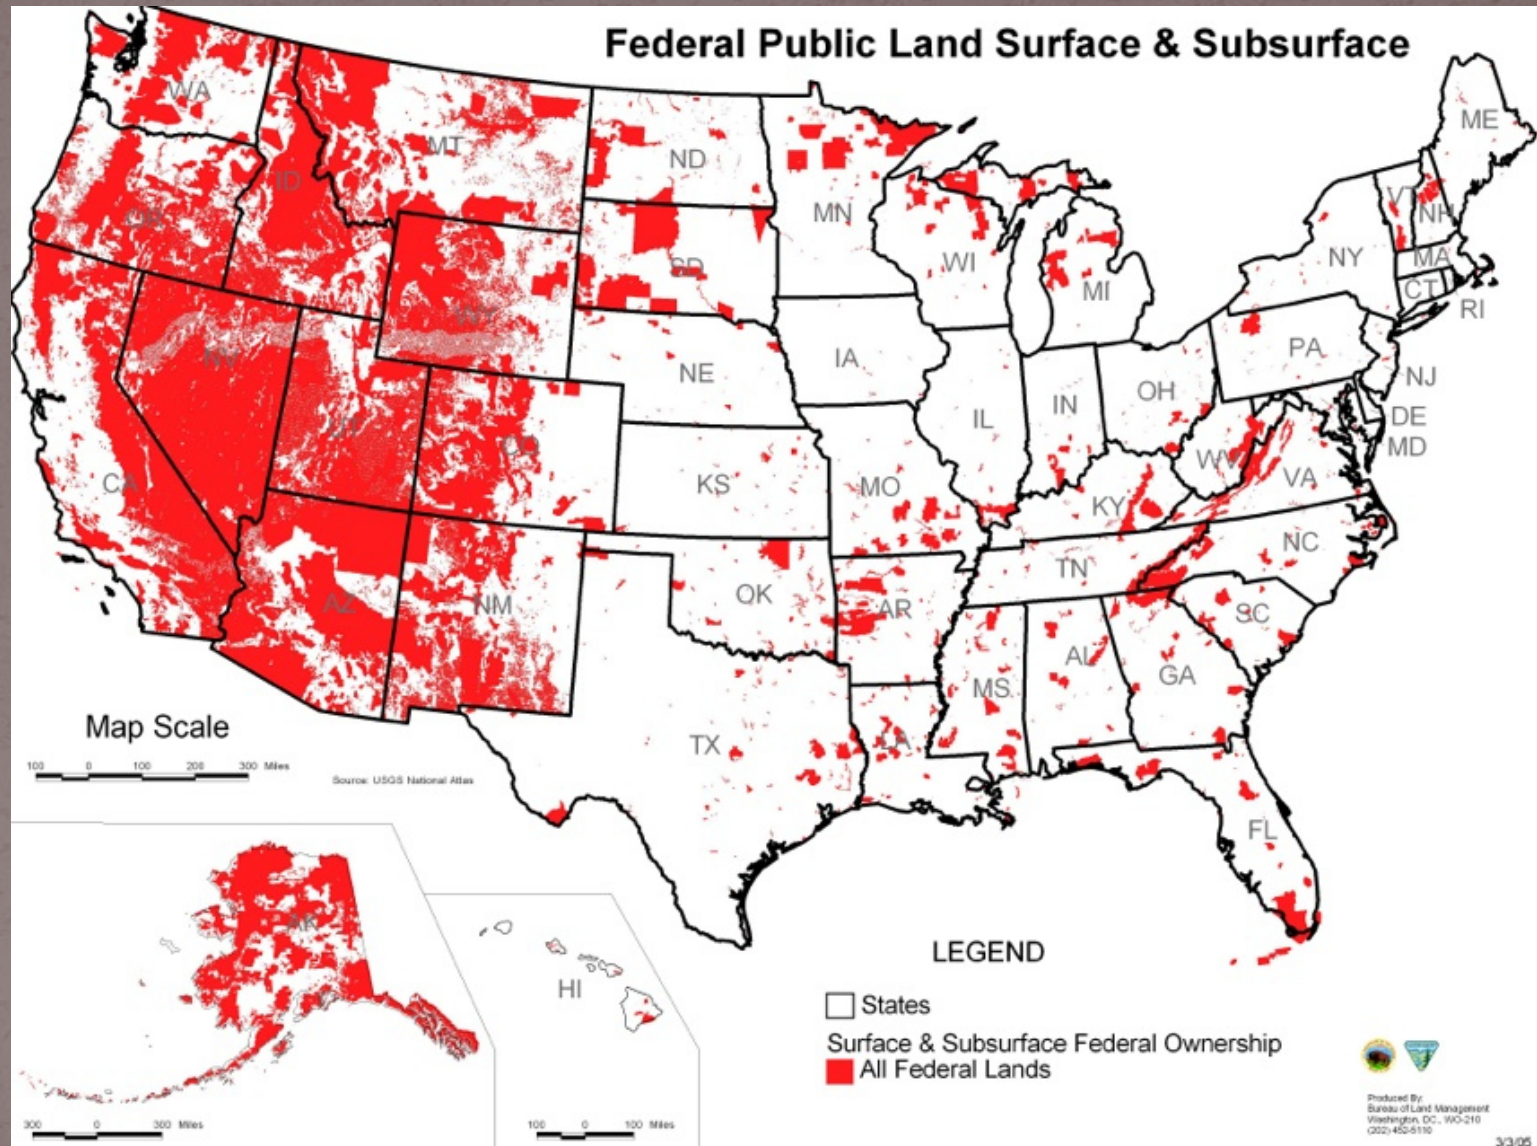 Federal Public Land Surface & Subsurface
WA
MT
ND
ME
ID
OR
MN
VT
NH
SD
WI
MI
NY
MA
CT
RI
WY
NV
NE
IA
PA
NJ
UT
CO
IL
IN
OH
DE
MD
CA
KS
MO
WV
VA
KY
NC
TN
AZ
NM
OK
AR
SC
AL
GA
MS
TX
LA
FL
Map Scale
100 0 100 200 300 Miles
Source: USGS National Atlas
AK
HI
300 0 300 Miles
100 0 100 Miles
LEGEND
States
Surface & Subsurface Federal Ownership
All Federal Lands
Produced By:
Bureau of Land Management
Washington, DC., WO-210
(202) 452-5110
3/3/05